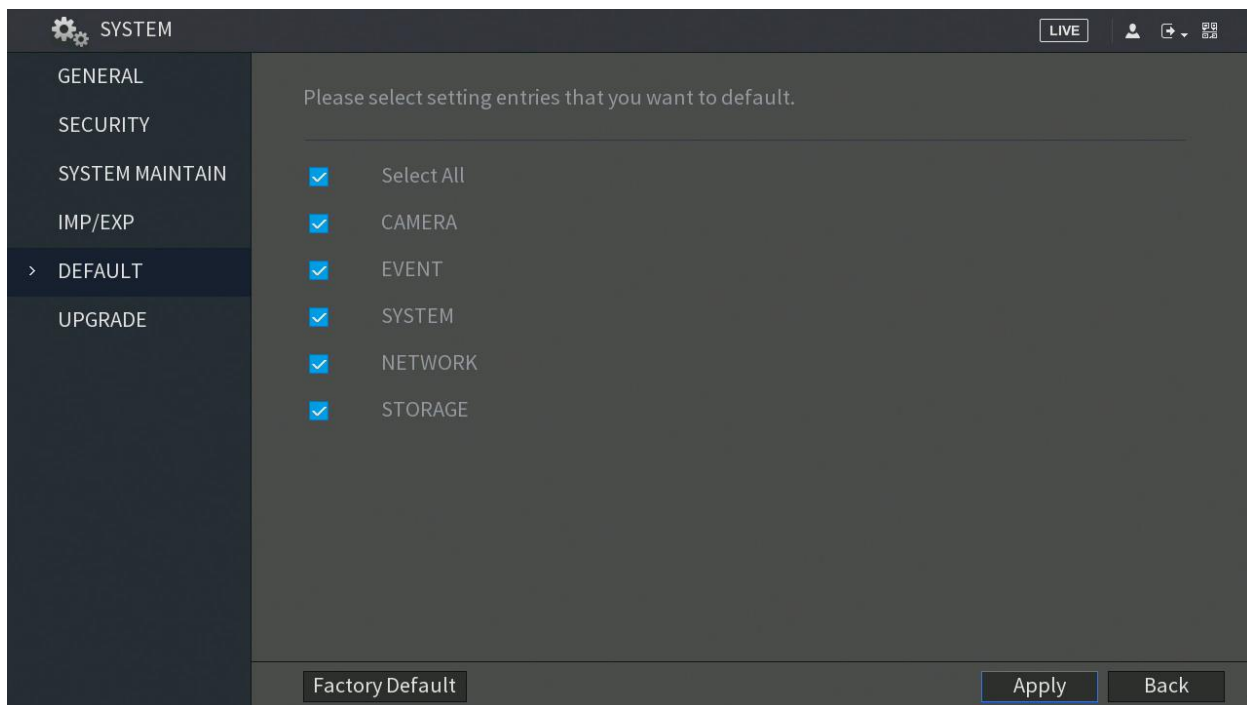 SYSTEM
LIVE
GENERAL
SECURITY
SYSTEM MAINTAIN
IMP/EXP
> DEFAULT
UPGRADE
Please select setting entries that you want to default.
Select All
CAMERA
EVENT
SYSTEM
NETWORK
STORAGE
Factory Default
Apply
Back